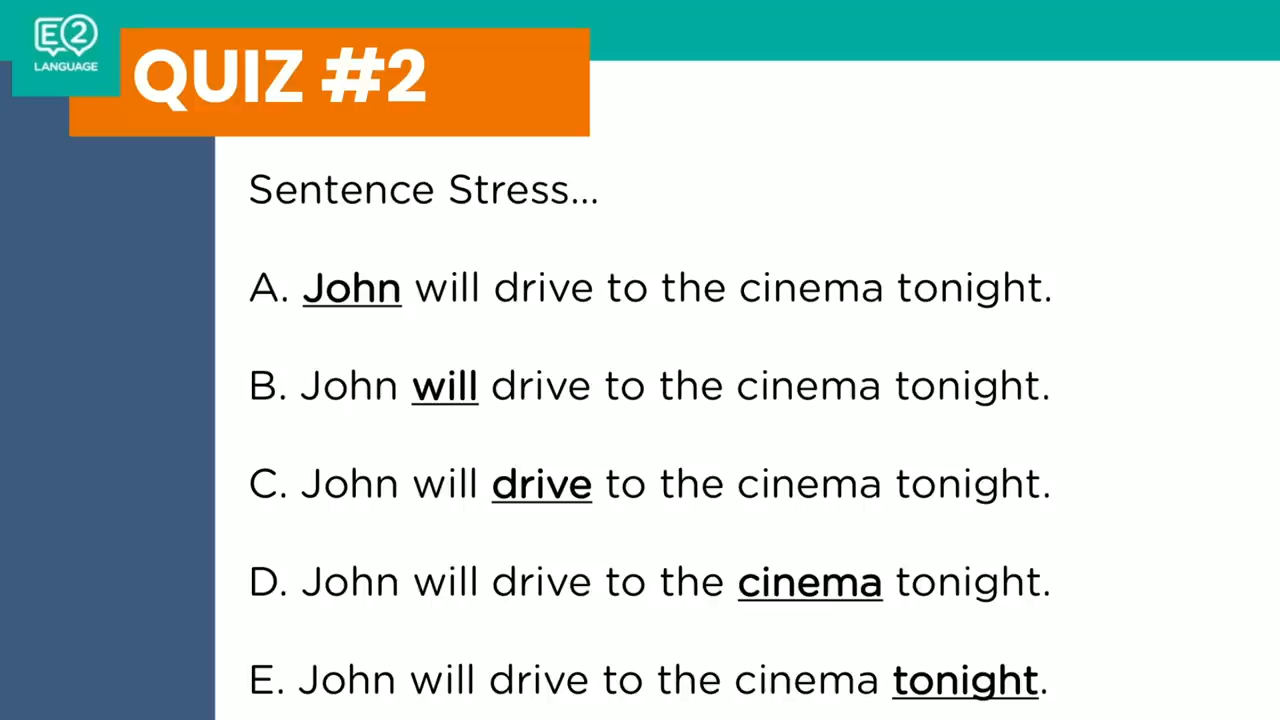 E2
LANGUAGE
QUIZ #2
Sentence Stress...
A. John will drive to the cinema tonight.
B. John will drive to the cinema tonight.
C. John will drive to the cinema tonight.
D. John will drive to the cinema tonight.
E. John will drive to the cinema tonight.